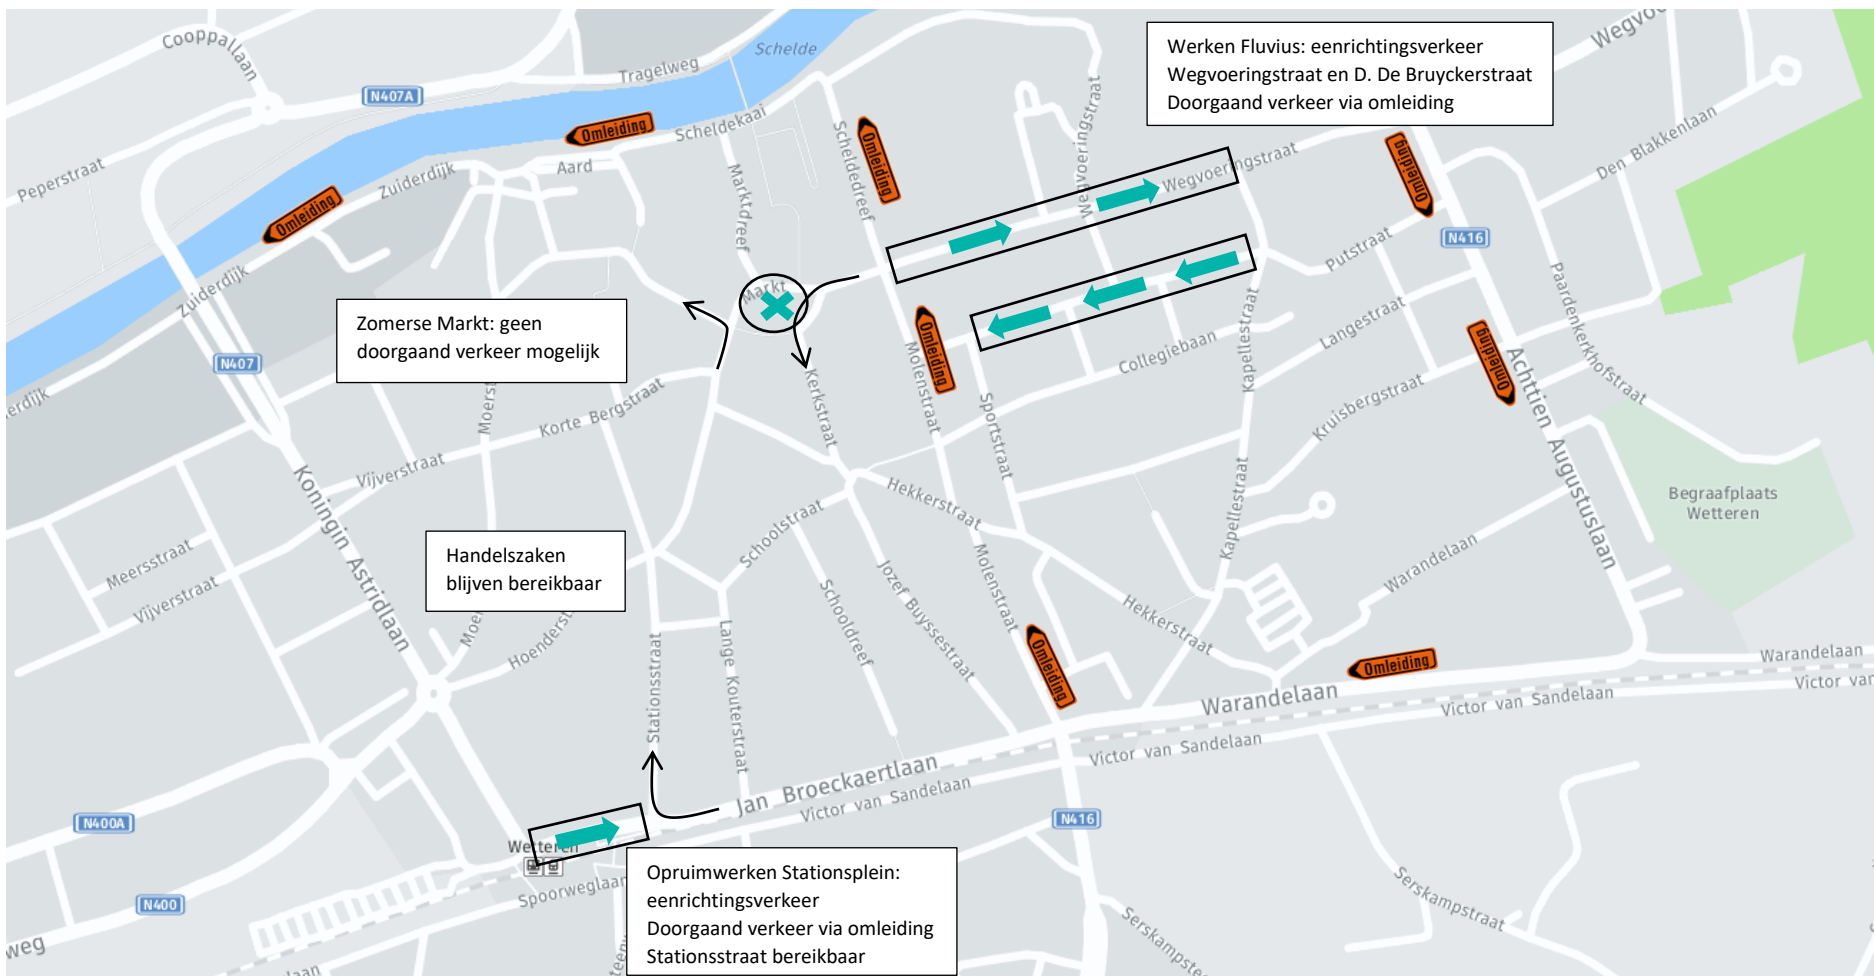 Cooppallaan
Schelde
Tragelweg
N407A
Omleiding
Scheldekaai
Peperstraat
Aard
Zuiderdijk
Omleiding
Marktdreef
Scheldedreef
Omleiding
Wegvoeringstraat
Werken Fluvius: eenrichtingsverkeer
Wegvoeringstraat en D. De Bruyckerstraat
Doorgaand verkeer via omleiding
Wegvoeringstraat
Omleiding
Den Blakkenlaan
N416
Putstraat
Paardenkerkhofstraat
Zuiderdijk
Markt
Zomerse Markt: geen
doorgaand verkeer mogelijk
N407
Omleiding
Molenstraat
Collegiebaan
Kapellestraat
Langestraat
Omleiding
Achttien Augustuslaan
Korte Bergstraat
Kerkstraat
Sportstraat
Kruisbergstraat
Vijverstraat
Koningin Astridlaan
Hekkerstraat
Schoolstraat
Kapellestraat
Begraafplaats
Wetteren
Meersstraat
Vijverstraat
Handelszaken
blijven bereikbaar
Molenstraat
Jozef Buyssestraat
Schooldreef
Hekkerstraat
Warandelaan
Stationsstraat
Lange Kouterstraat
Omleiding
Omleiding
Warandelaan
Warandelaan
Victor van Sandelaan
Victor van Sandelaan
Jan Broeckaertlaan
Victor van Sandelaan
N400A
N416
Wetteren
Spoorweglaan
N400
Opruimwerken Stationsplein:
eenrichtingsverkeer
Doorgaand verkeer via omleiding
Stationsstraat bereikbaar
Serskampstraat